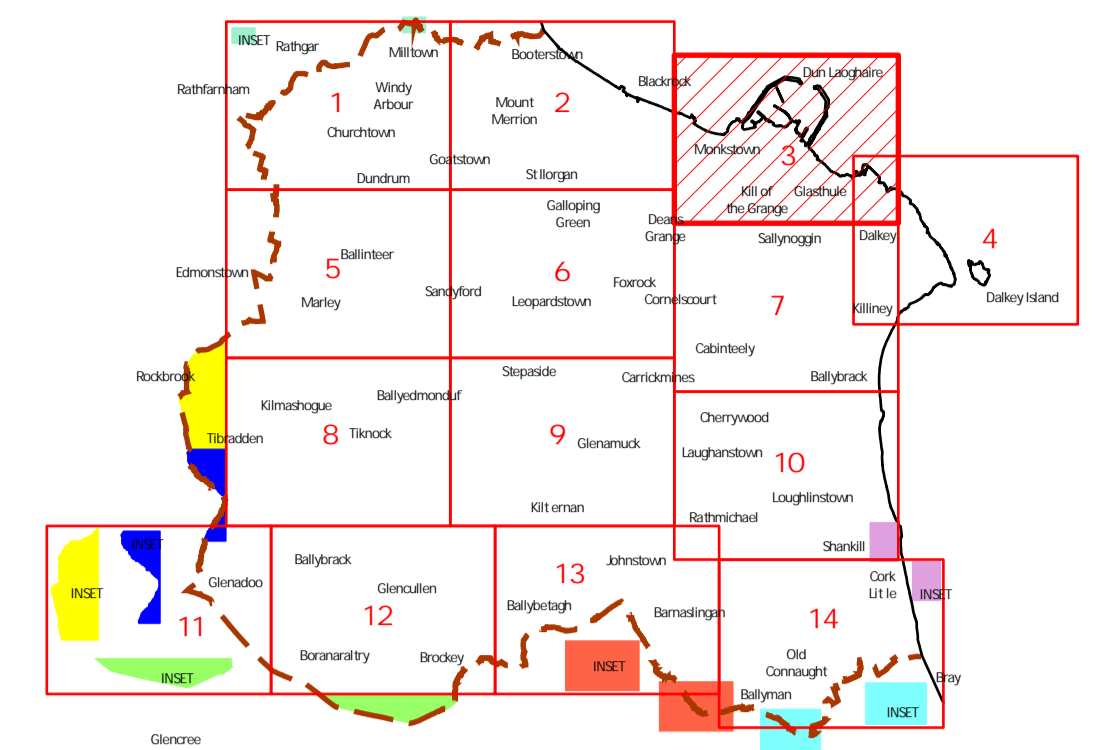 INSET
Rathgar
Milltown
Booterstown
Rathfarnham
Windy
Arbour
1
Churchtown
Mount
Merrion
2
Blackrock
Dun Laoghaire
Goatstown
Dundrum
St Ilorgan
Monkstown
3
Kill of
the Grange
Glasthule
Galloping
Green
Deans
Grange
Sallynoggin
Dalkey
4
Dalkey Island
Edmonstown
Ballinteer
5
Marley
Sandyford
6
Leopardstown
Foxrock
Cornelscourt
7
Killiney
Cabinteely
Ballybrack
Rockbrook
Tibradden
Kilmashogue
Ballyedmonduf
8
Tiknock
Stepaside
Carrickmines
9
Glenamuck
Kilt ernan
Cherrywood
Laughanstown
10
Loughlinstown
Rathmichael
Shankill
INSET
INSET
Glenadoo
11
INSET
Glencree
Ballybrack
Glencullen
12
Boranaraltry
Brockey
Johnstown
13
Ballybetagh
Barnaslingan
INSET
Cork
Lit le
INSET
14
Old
Connaught
Ballyman
Bray
INSET